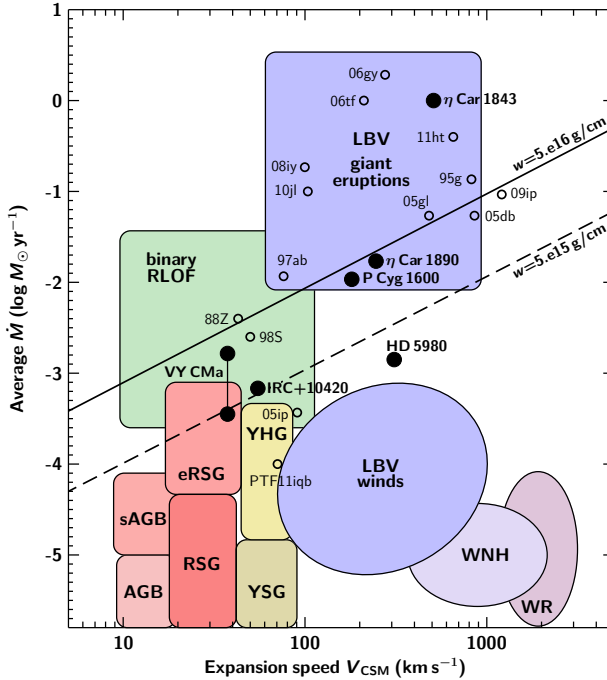 1
0
-1
-2
-3
-4
-5
10
100
1000
Average Ṁ (log M⊙ yr⁻¹)
Expansion speed V_CSM (km s⁻¹)
06gy
06tf
η Car 1843
LBV
giant
eruptions
11ht
w=5.e16 g/cm
08iy
10jl
95g
09ip
05gl
05db
w=5.e15 g/cm
binary
RLOF
97ab
η Car 1890
P Cyg 1600
88Z
98S
HD 5980
VY CMa
IRC+10420
05ip
YHG
eRSG
PTF11iqb
LBV
winds
sAGB
AGB
RSG
YSG
WNH
WR